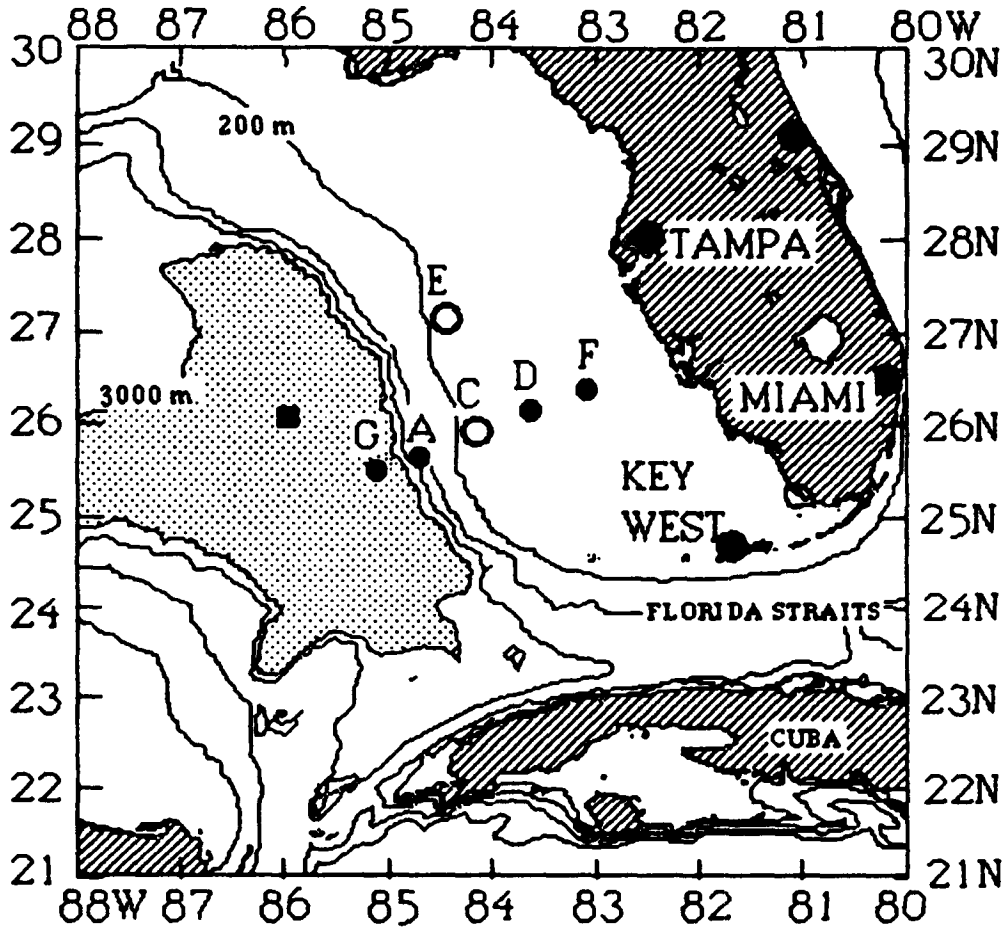 88 87 86 85 84 83 82 81 80W
30 30N
200 m
29 29N
28 TAMPA 28N
E
27 27N
D F
3000 m MIAMI
26 C 26N
G A
KEY
25 WEST 25N
24 FLORIDA STRAITS 24N
23 23N
CUBA
22 22N
21 21N
88W 87 86 85 84 83 82 81 80